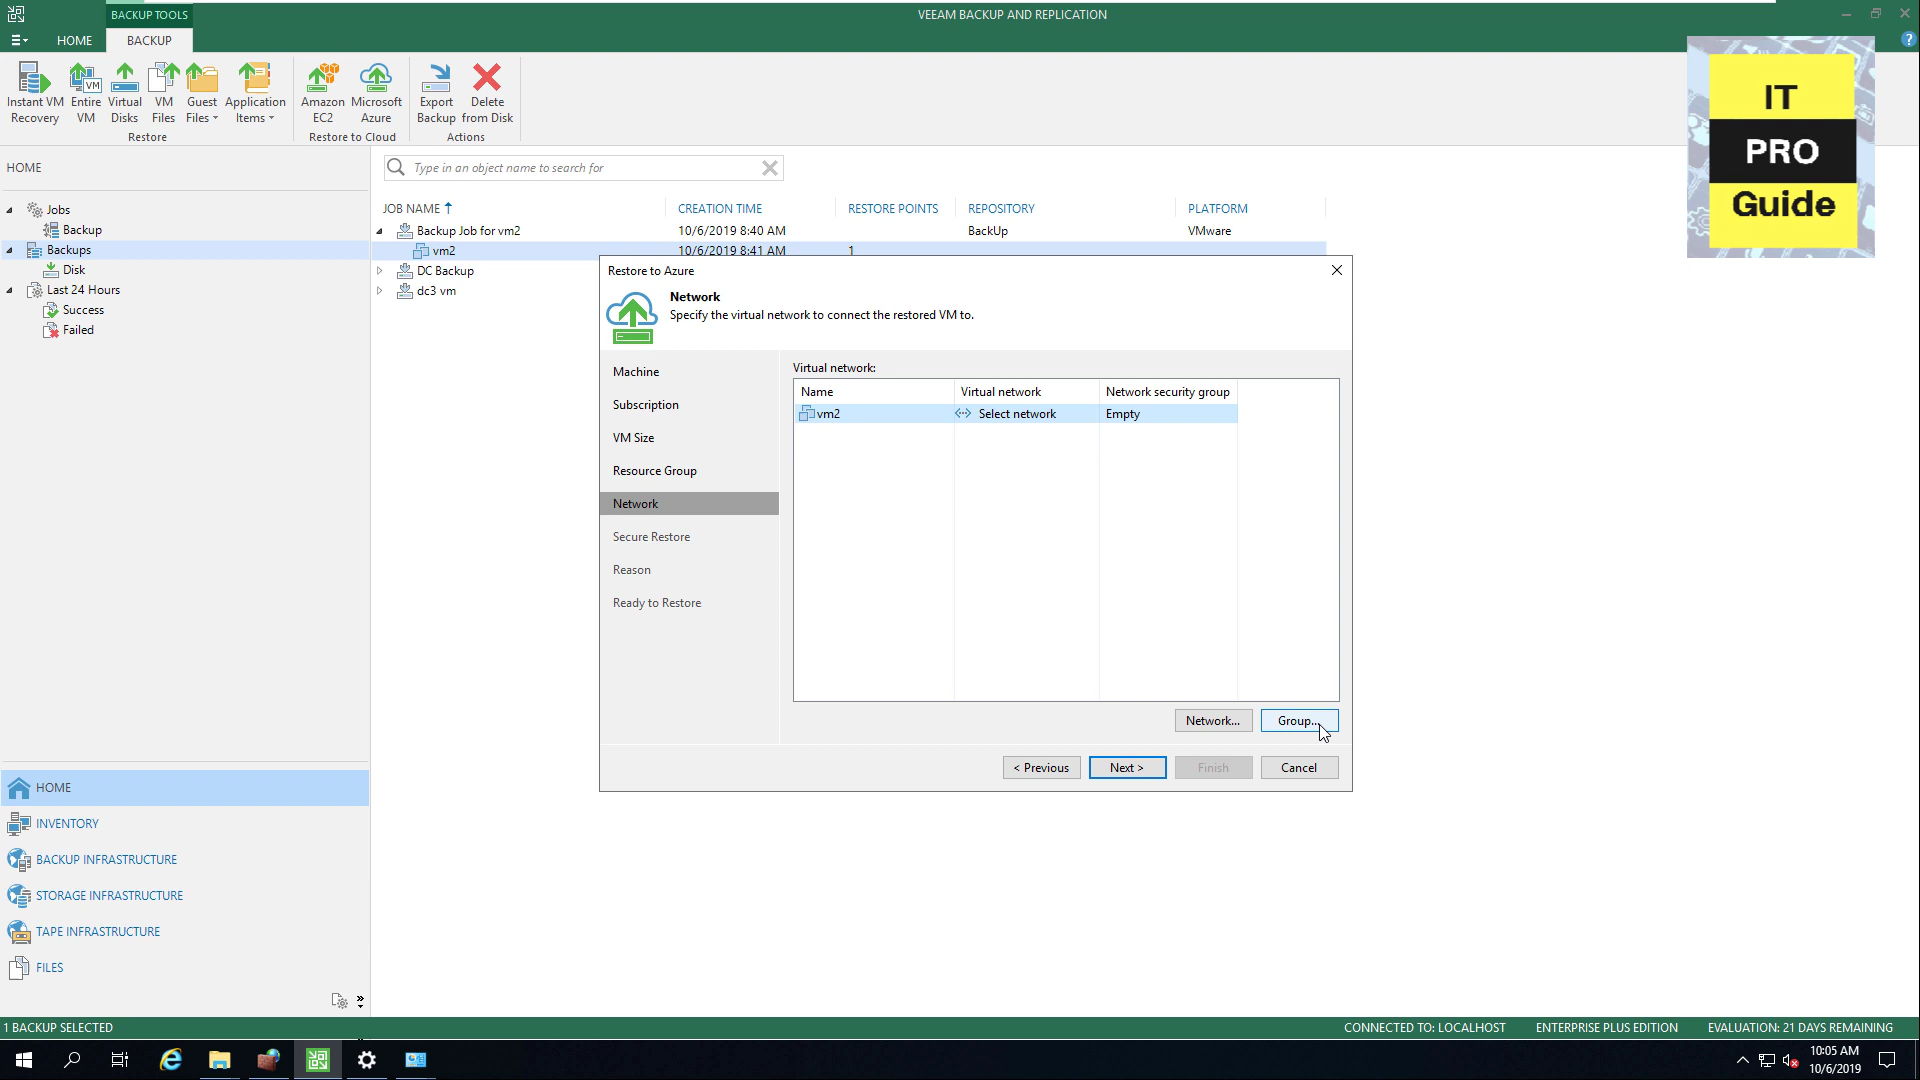 BACKUP TOOLS
VEEAM BACKUP AND REPLICATION
HOME
BACKUP
Instant VM Recovery
Entire VM
VM
Virtual Disks
VM Files
Guest Files
Application Items
Amazon EC2
Microsoft Azure
Export Backup
Delete from Disk
Restore
Restore to Cloud
Actions
IT
PRO
Guide
HOME
Type in an object name to search for
Jobs
Backup
Backups
Disk
Last 24 Hours
Success
Failed
JOB NAME
CREATION TIME
RESTORE POINTS
REPOSITORY
PLATFORM
Backup Job for vm2
10/6/2019 8:40 AM
BackUp
VMware
vm2
10/6/2019 8:41 AM
1
DC Backup
dc3 vm
Restore to Azure
Network
Specify the virtual network to connect the restored VM to.
Machine
Subscription
VM Size
Resource Group
Network
Secure Restore
Reason
Ready to Restore
Virtual network:
Name
Virtual network
Network security group
vm2
Select network
Empty
Network...
Group...
< Previous
Next >
Finish
Cancel
HOME
INVENTORY
BACKUP INFRASTRUCTURE
STORAGE INFRASTRUCTURE
TAPE INFRASTRUCTURE
FILES
1 BACKUP SELECTED
CONNECTED TO: LOCALHOST
ENTERPRISE PLUS EDITION
EVALUATION: 21 DAYS REMAINING
10:05 AM
10/6/2019